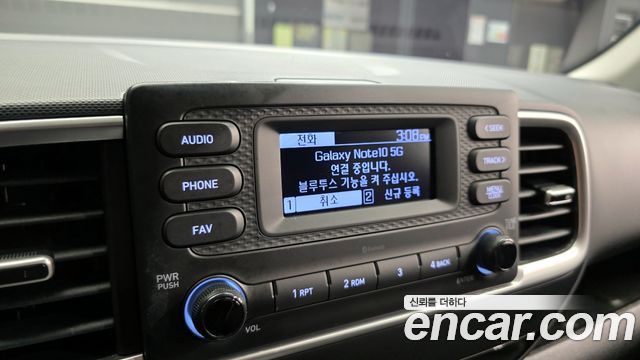 전화 3:08 PM
Galaxy Note10 5G
연결 중입니다.
블루투스 기능을 켜 주십시오.
1 취소 2 신규 등록
AUDIO
PHONE
FAV
< SEEK
TRACK >
MENU
Bluetooth
PWR
PUSH
VOL
1 RPT
2 RDM
3
4 BACK
신뢰를 더하다
encar.com